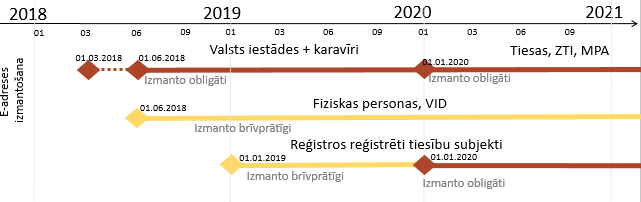 2018 2019 2020 2021
01 03 06 09 01 03 06 09 01 03 06 09 01
E-adreses
izmantošana
Valsts iestādes + karavīri
Tiesas, ZTI, MPA
01.03.2018 01.06.2018 01.01.2020
Izmanto obligāti Izmanto obligāti
Fiziskas personas, VID
01.06.2018
Izmanto brīvprātīgi
Reģistros reģistrēti tiesību subjekti
01.01.2019 01.01.2020
Izmanto brīvprātīgi
Izmanto obligāti